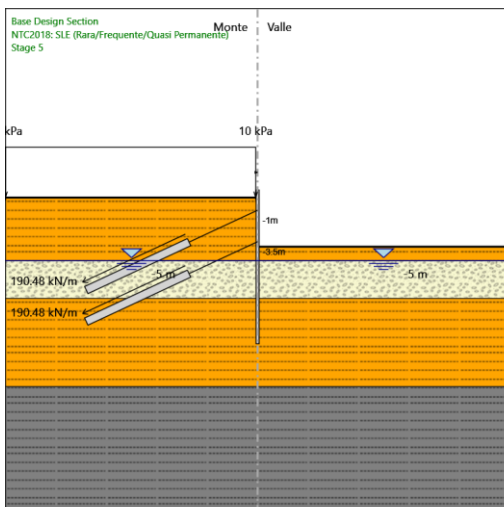 Base Design Section
NTC2018: SLE (Rara/Frequente/Quasi Permanente)
Stage 5
Monte
Valle
kPa
10 kPa
-1m
-3.5m
-5 m
-5 m
190.48 kN/m
190.48 kN/m